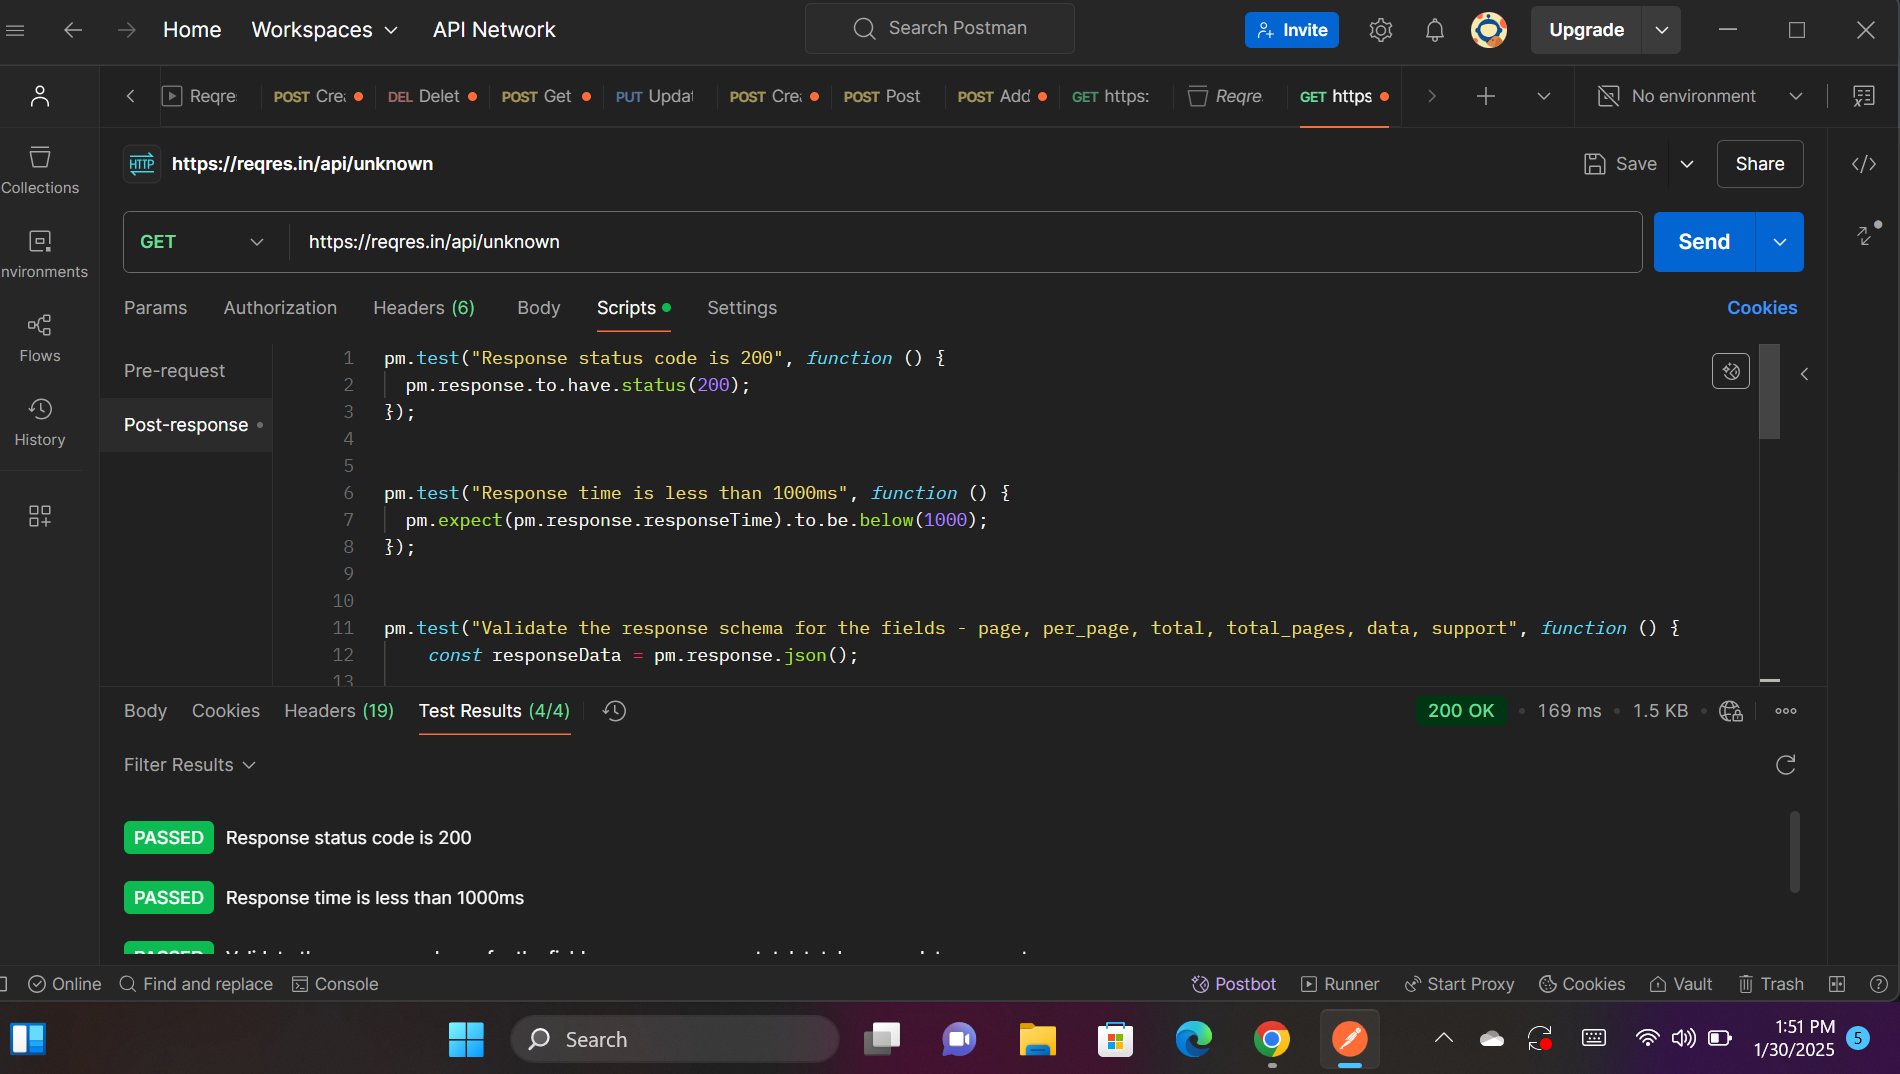 Home Workspaces API Network Search Postman Invite Upgrade
Reqre POST Cre DEL Delet POST Get PUT Updat POST Cre POST Post POST Add GET https: Reqre GET https No environment
HTTP https://reqres.in/api/unknown Save Share
GET https://reqres.in/api/unknown Send
Params Authorization Headers (6) Body Scripts Settings Cookies
Collections
nvironments
Flows
History
Pre-request
Post-response
1 pm.test("Response status code is 200", function () {
2 pm.response.to.have.status(200);
3 });
4
5
6 pm.test("Response time is less than 1000ms", function () {
7 pm.expect(pm.response.responseTime).to.be.below(1000);
8 });
9
10
11 pm.test("Validate the response schema for the fields - page, per_page, total, total_pages, data, support", function () {
12 const responseData = pm.response.json();
13
Body Cookies Headers (19) Test Results (4/4) 200 OK 169 ms 1.5 KB
Filter Results
PASSED Response status code is 200
PASSED Response time is less than 1000ms
PASSED
Online Find and replace Console Postbot Runner Start Proxy Cookies Vault Trash
Search 1:51 PM
1/30/2025 5